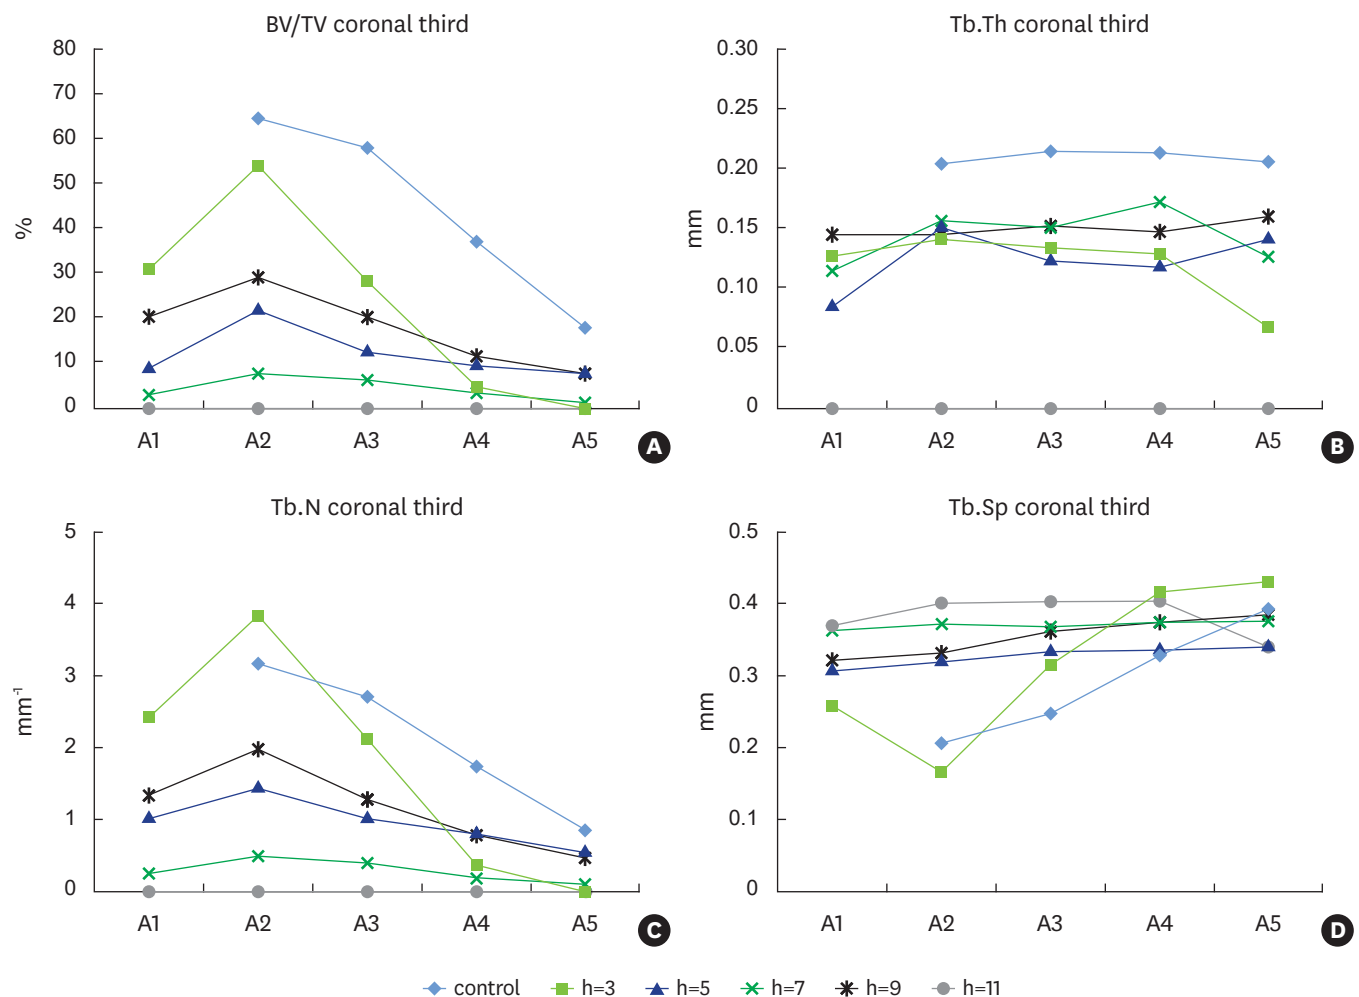 BV/TV coronal third
80
70
60
50
40
30
20
10
0
%
A1 A2 A3 A4 A5
A
Tb.Th coronal third
0.30
0.25
0.20
0.15
0.10
0.05
0
mm
A1 A2 A3 A4 A5
B
Tb.N coronal third
5
4
3
2
1
0
mm⁻¹
A1 A2 A3 A4 A5
C
Tb.Sp coronal third
0.5
0.4
0.3
0.2
0.1
0
mm
A1 A2 A3 A4 A5
D
control h=3 h=5 h=7 h=9 h=11